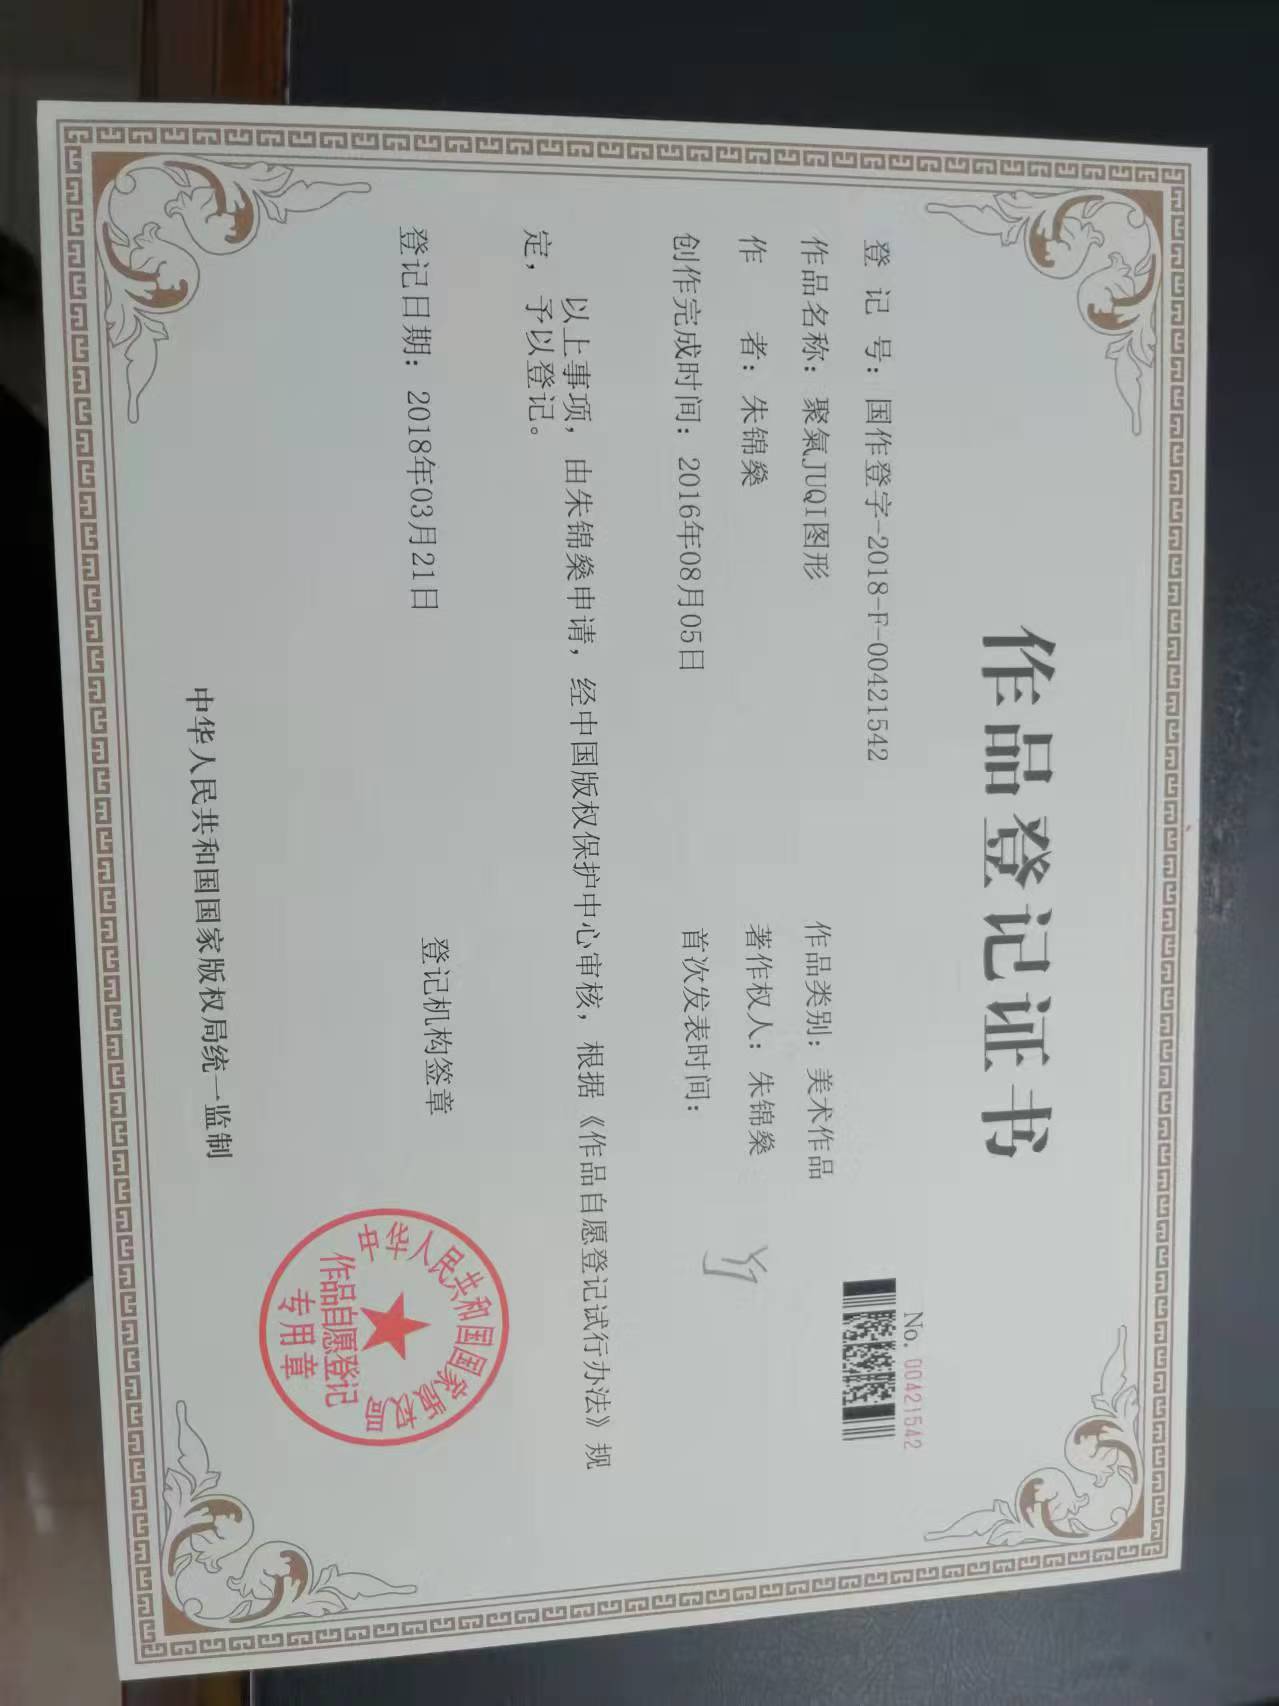 作品登记证书
No. 00421542
登 记 号：国作登字-2018-F-00421542
作品名称：聚氣JUQI图形
作品类别：美术作品
作 者：朱锦燊
著作权人：朱锦燊
创作完成时间：2016年08月05日
首次发表时间：
以上事项，由朱锦燊申请，经中国版权保护中心审核，根据《作品自愿登记试行办法》规
定，予以登记。
登记日期：2018年03月21日
登记机构签章
中华人民共和国国家版权局
作品自愿登记
专用章
中华人民共和国国家版权局统一监制